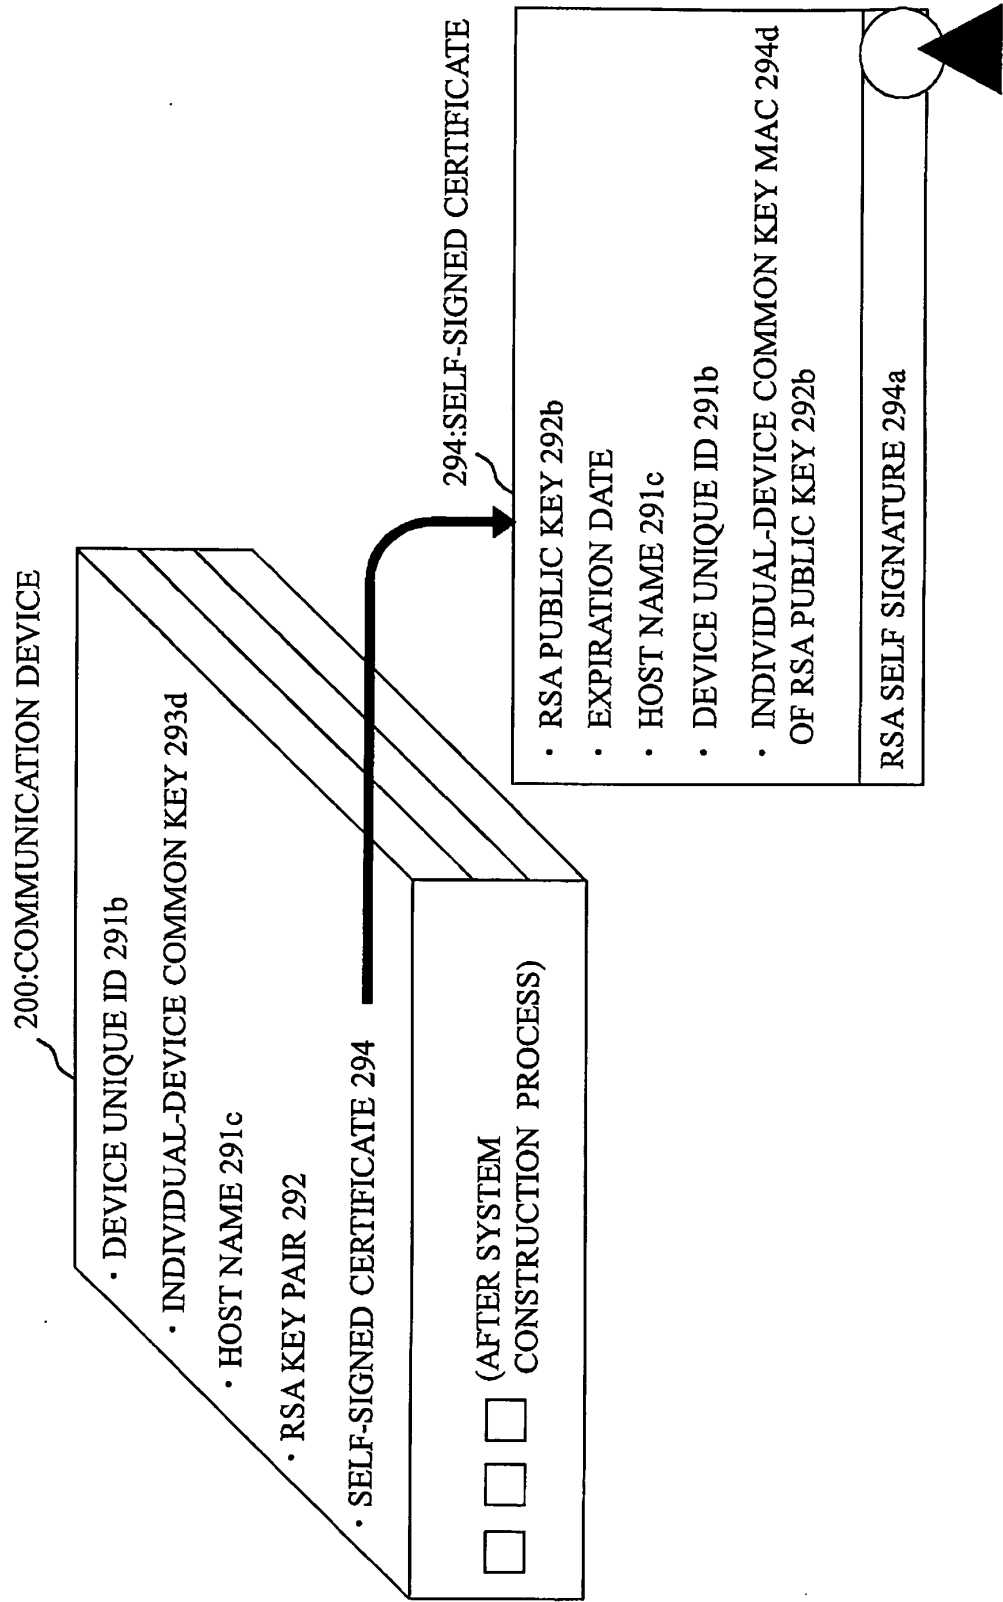 200:COMMUNICATION DEVICE
· DEVICE UNIQUE ID 291b
· INDIVIDUAL-DEVICE COMMON KEY 293d
· HOST NAME 291c
· RSA KEY PAIR 292
· SELF-SIGNED CERTIFICATE 294
(AFTER SYSTEM
CONSTRUCTION PROCESS)
294:SELF-SIGNED CERTIFICATE
· RSA PUBLIC KEY 292b
· EXPIRATION DATE
· HOST NAME 291c
· DEVICE UNIQUE ID 291b
· INDIVIDUAL-DEVICE COMMON KEY MAC 294d
OF RSA PUBLIC KEY 292b
RSA SELF SIGNATURE 294a